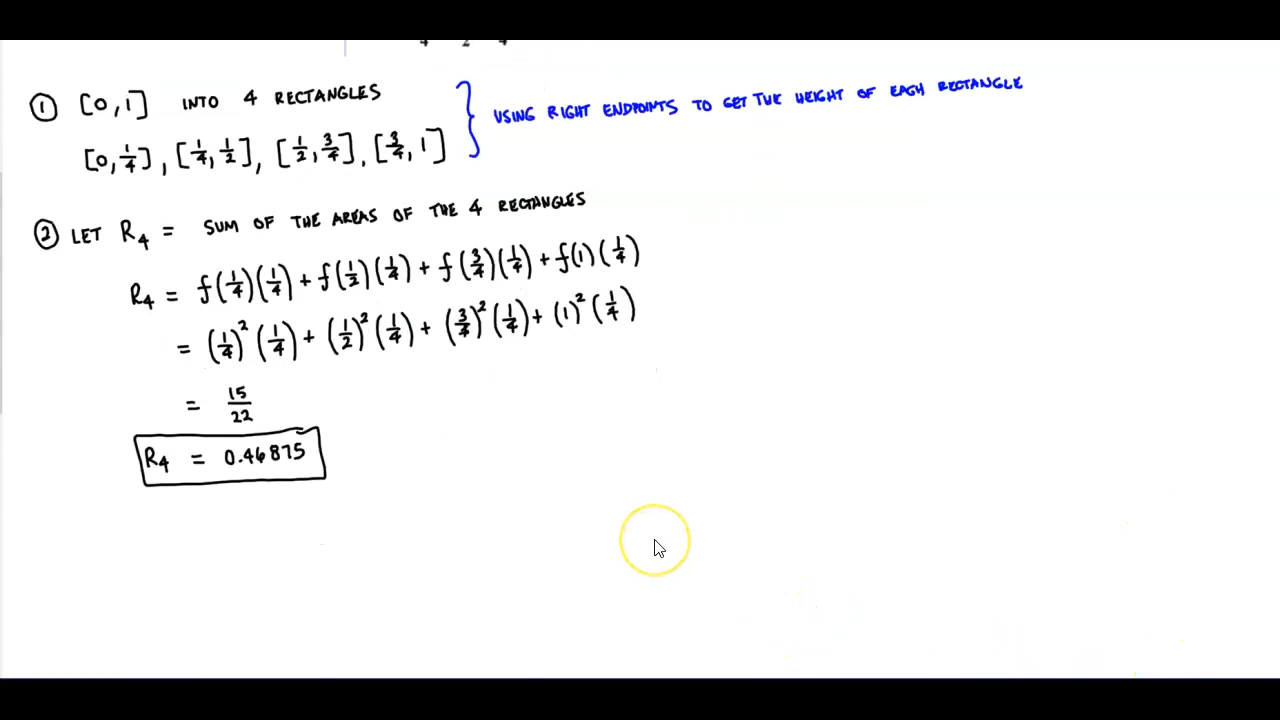 ① [0,1] INTO 4 RECTANGLES
[0,1/4], [1/4,1/2], [1/2,3/4], [3/4,1]
USING RIGHT ENDPOINTS TO GET THE HEIGHT OF EACH RECTANGLE
② LET R₄ = SUM OF THE AREAS OF THE 4 RECTANGLES
R₄ = f(1/4)(1/4) + f(1/2)(1/4) + f(3/4)(1/4) + f(1)(1/4)
= (1/4)²(1/4) + (1/2)²(1/4) + (3/4)²(1/4) + (1)²(1/4)
= 15/22
R₄ = 0.46875